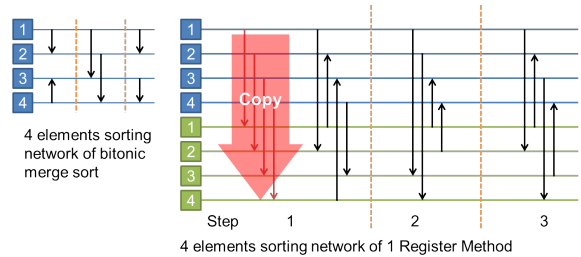 1
2
3
4
4 elements sorting
network of bitonic
merge sort
1
2
3
4
Copy
1
2
3
4
Step 1 2 3
4 elements sorting network of 1 Register Method